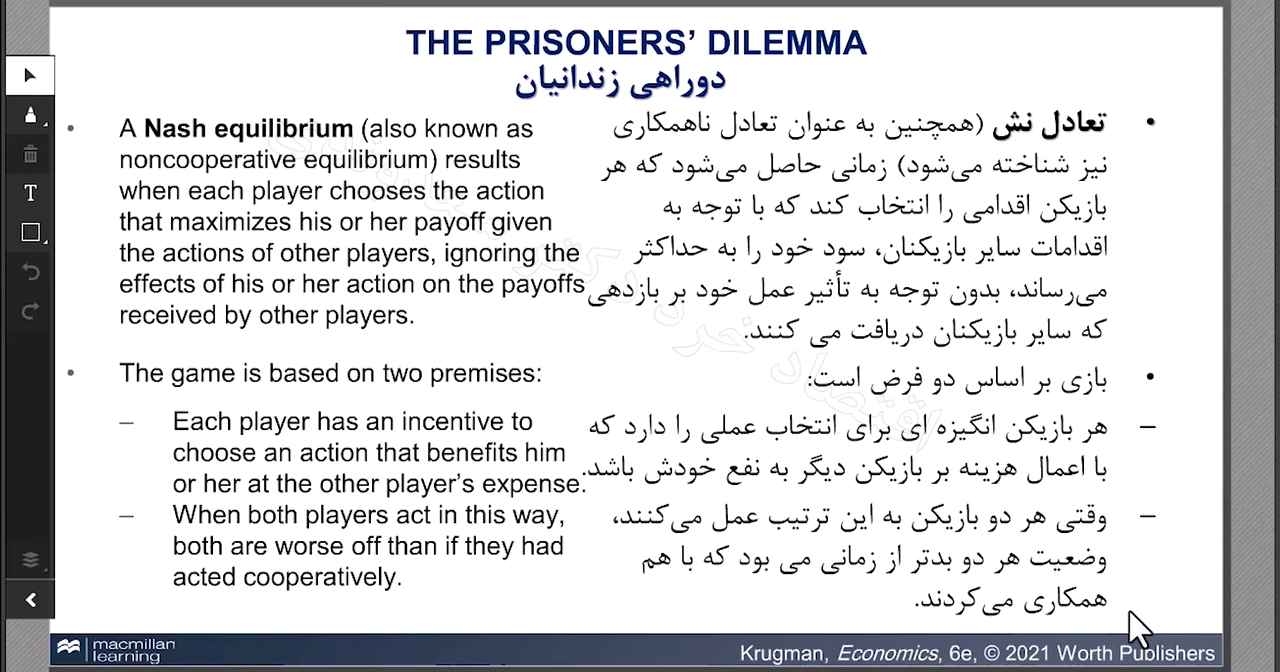 THE PRISONERS' DILEMMA
دوراهی زندانیان
• A Nash equilibrium (also known as
noncooperative equilibrium) results
when each player chooses the action
that maximizes his or her payoff given
the actions of other players, ignoring the
effects of his or her action on the payoffs
received by other players.
• The game is based on two premises:
– Each player has an incentive to
choose an action that benefits him
or her at the other player's expense.
– When both players act in this way,
both are worse off than if they had
acted cooperatively.
• تعادل نش (همچنین به عنوان تعادل ناهمکاری
نیز شناخته می‌شود) زمانی حاصل می‌شود که هر
بازیکن اقدامی را انتخاب کند که با توجه به
اقدامات سایر بازیکنان، سود خود را به حداکثر
می‌رساند، بدون توجه به تأثیر عمل خود بر بازدهی
که سایر بازیکنان دریافت می کنند.
• بازی بر اساس دو فرض است:
– هر بازیکن انگیزه ای برای انتخاب عملی را دارد که
با اعمال هزینه بر بازیکن دیگر به نفع خودش باشد.
– وقتی هر دو بازیکن به این ترتیب عمل می‌کنند،
وضعیت هر دو بدتر از زمانی می بود که با هم
همکاری می‌کردند.
اقتصاد خرد دکتر
macmillan
learning
Krugman, Economics, 6e, © 2021 Worth Publishers